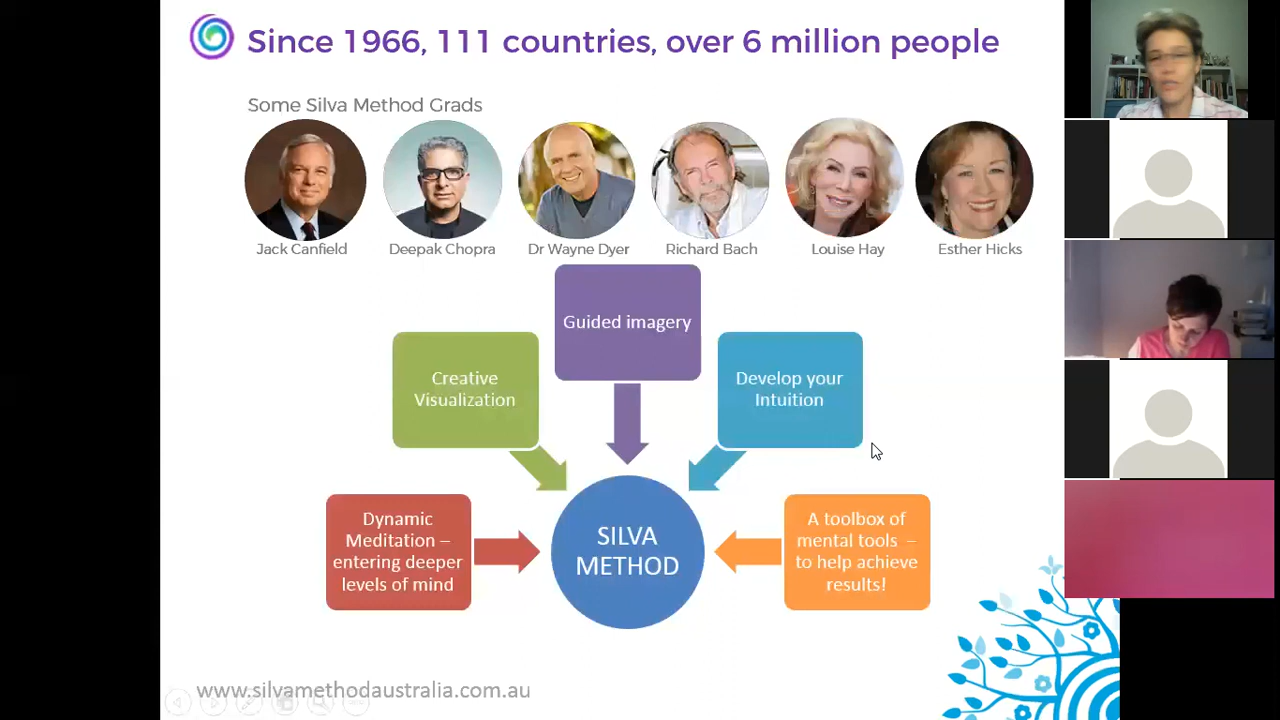 Since 1966, 111 countries, over 6 million people
Some Silva Method Grads
Jack Canfield
Deepak Chopra
Dr Wayne Dyer
Richard Bach
Louise Hay
Esther Hicks
Guided imagery
Creative
Visualization
Develop your
Intuition
Dynamic
Meditation –
entering deeper
levels of mind
SILVA
METHOD
A toolbox of
mental tools –
to help achieve
results!
www.silvamethodaustralia.com.au